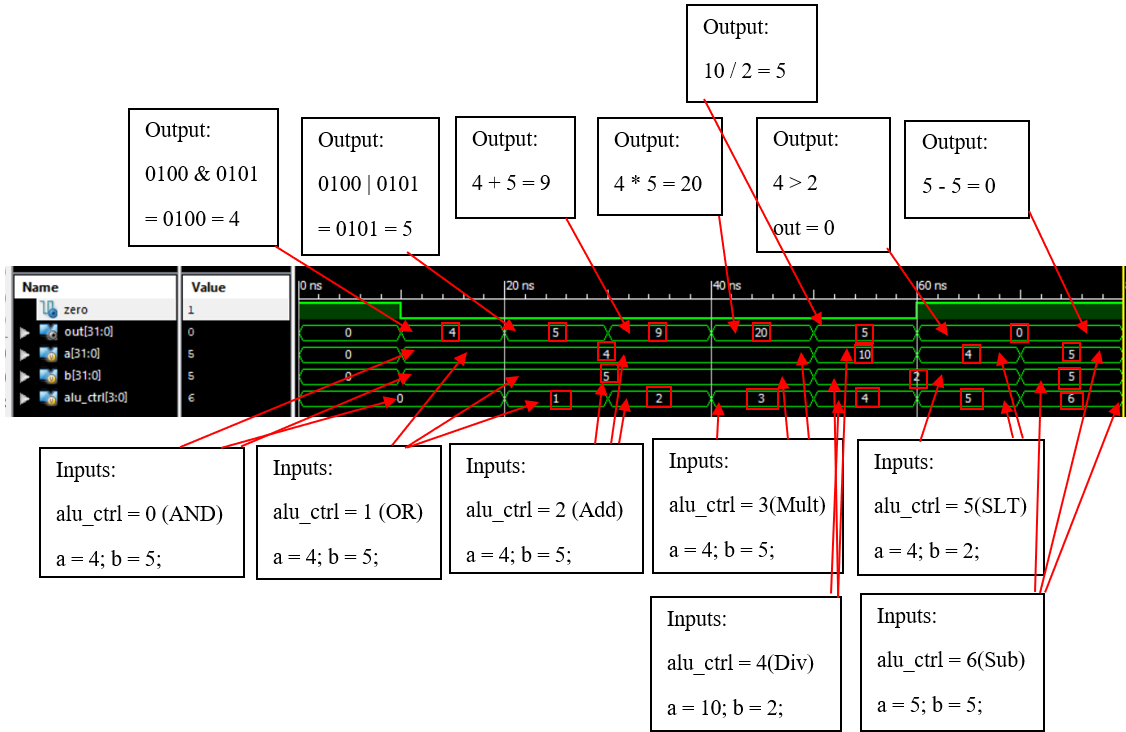 Output:
10 / 2 = 5
Output:
0100 & 0101
= 0100 = 4
Output:
0100 | 0101
= 0101 = 5
Output:
4 + 5 = 9
Output:
4 * 5 = 20
Output:
4 > 2
out = 0
Output:
5 - 5 = 0
Name Value 0 ns 20 ns 40 ns 60 ns
zero 1
out[31:0] 0 0 4 5 9 20 5 0
a[31:0] 5 0 4 10 4 5
b[31:0] 5 0 5 2 5
alu_ctrl[3:0] 6 0 1 2 3 4 5 6
Inputs:
alu_ctrl = 0 (AND)
a = 4; b = 5;
Inputs:
alu_ctrl = 1 (OR)
a = 4; b = 5;
Inputs:
alu_ctrl = 2 (Add)
a = 4; b = 5;
Inputs:
alu_ctrl = 3(Mult)
a = 4; b = 5;
Inputs:
alu_ctrl = 5(SLT)
a = 4; b = 2;
Inputs:
alu_ctrl = 4(Div)
a = 10; b = 2;
Inputs:
alu_ctrl = 6(Sub)
a = 5; b = 5;